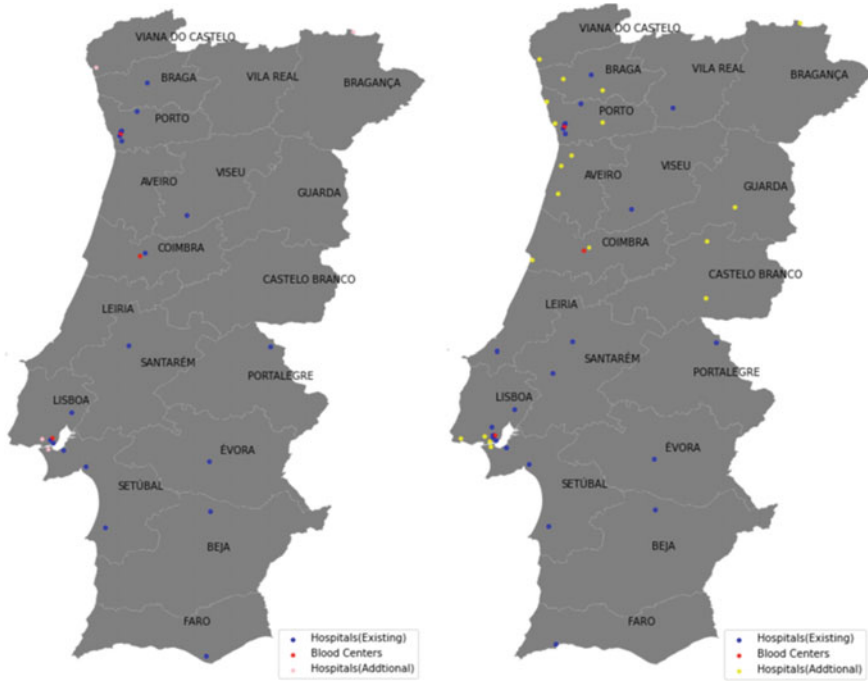 VIANA DO CASTELO
BRAGA
VILA REAL
BRAGANÇA
PORTO
VISEU
AVEIRO
GUARDA
COIMBRA
CASTELO BRANCO
LEIRIA
SANTARÉM
PORTALEGRE
LISBOA
ÉVORA
SETÚBAL
BEJA
FARO
Hospitals(Existing)
Blood Centers
Hospitals(Addtional)
VIANA DO CASTELO
BRAGA
VILA REAL
BRAGANÇA
PORTO
VISEU
AVEIRO
GUARDA
COIMBRA
CASTELO BRANCO
LEIRIA
SANTARÉM
PORTALEGRE
LISBOA
ÉVORA
SETÚBAL
BEJA
FARO
Hospitals(Existing)
Blood Centers
Hospitals(Addtional)